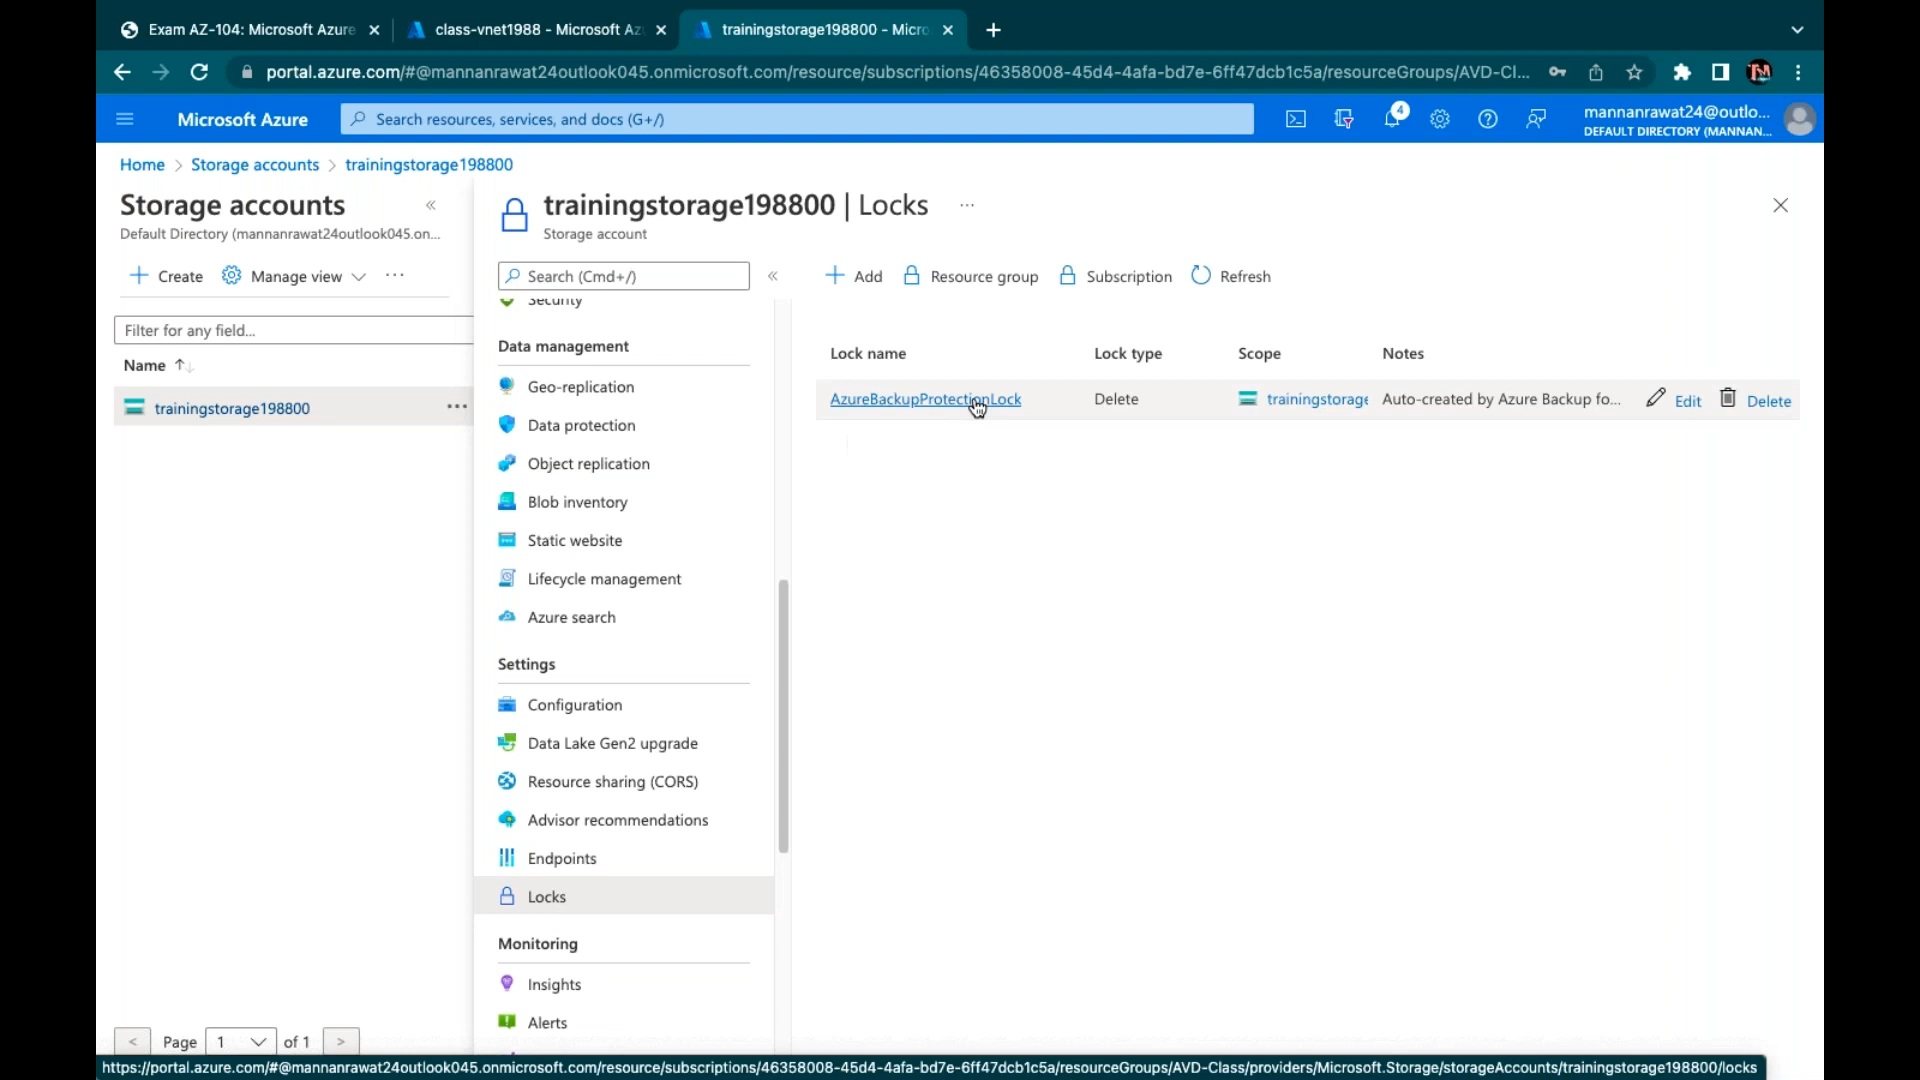 Exam AZ-104: Microsoft Azure
class-vnet1988 - Microsoft Az
trainingstorage198800 - Micro
portal.azure.com/#@mannanrawat24outlook045.onmicrosoft.com/resource/subscriptions/46358008-45d4-4afa-bd7e-6ff47dcb1c5a/resourceGroups/AVD-Cl...
Microsoft Azure
Search resources, services, and docs (G+/)
4
mannanrawat24@outlo...
DEFAULT DIRECTORY (MANNAN...
Home > Storage accounts > trainingstorage198800
Storage accounts
Default Directory (mannanrawat24outlook045.on...
Create
Manage view
Filter for any field...
Name
trainingstorage198800
trainingstorage198800 | Locks
Storage account
Search (Cmd+/)
Add
Resource group
Subscription
Refresh
Security
Data management
Geo-replication
Data protection
Object replication
Blob inventory
Static website
Lifecycle management
Azure search
Settings
Configuration
Data Lake Gen2 upgrade
Resource sharing (CORS)
Advisor recommendations
Endpoints
Locks
Monitoring
Insights
Alerts
Lock name Lock type Scope Notes
AzureBackupProtectionLock Delete trainingstorage Auto-created by Azure Backup fo... Edit Delete
< Page 1 of 1 >
https://portal.azure.com/#@mannanrawat24outlook045.onmicrosoft.com/resource/subscriptions/46358008-45d4-4afa-bd7e-6ff47dcb1c5a/resourceGroups/AVD-Class/providers/Microsoft.Storage/storageAccounts/trainingstorage198800/locks